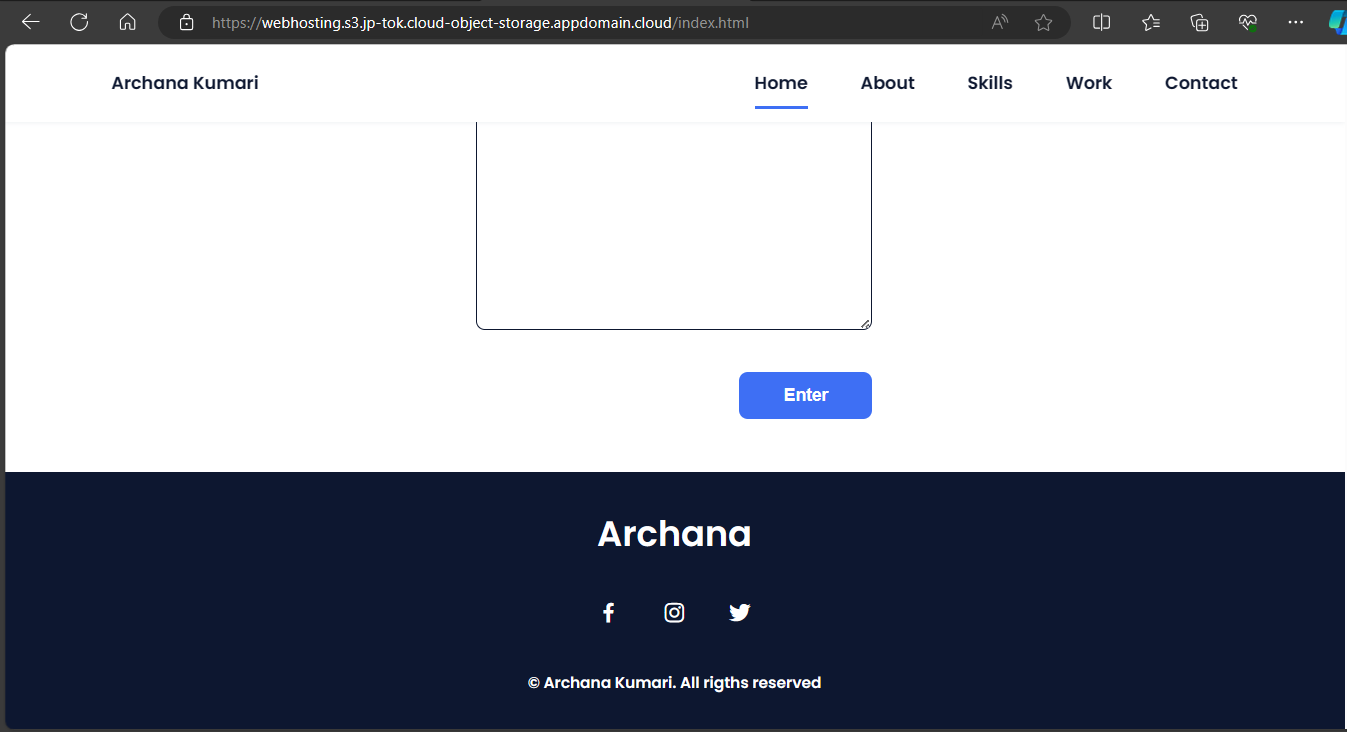 https://webhosting.s3.jp-tok.cloud-object-storage.appdomain.cloud/index.html
Archana Kumari
Home
About
Skills
Work
Contact
Enter
Archana
© Archana Kumari. All rigths reserved